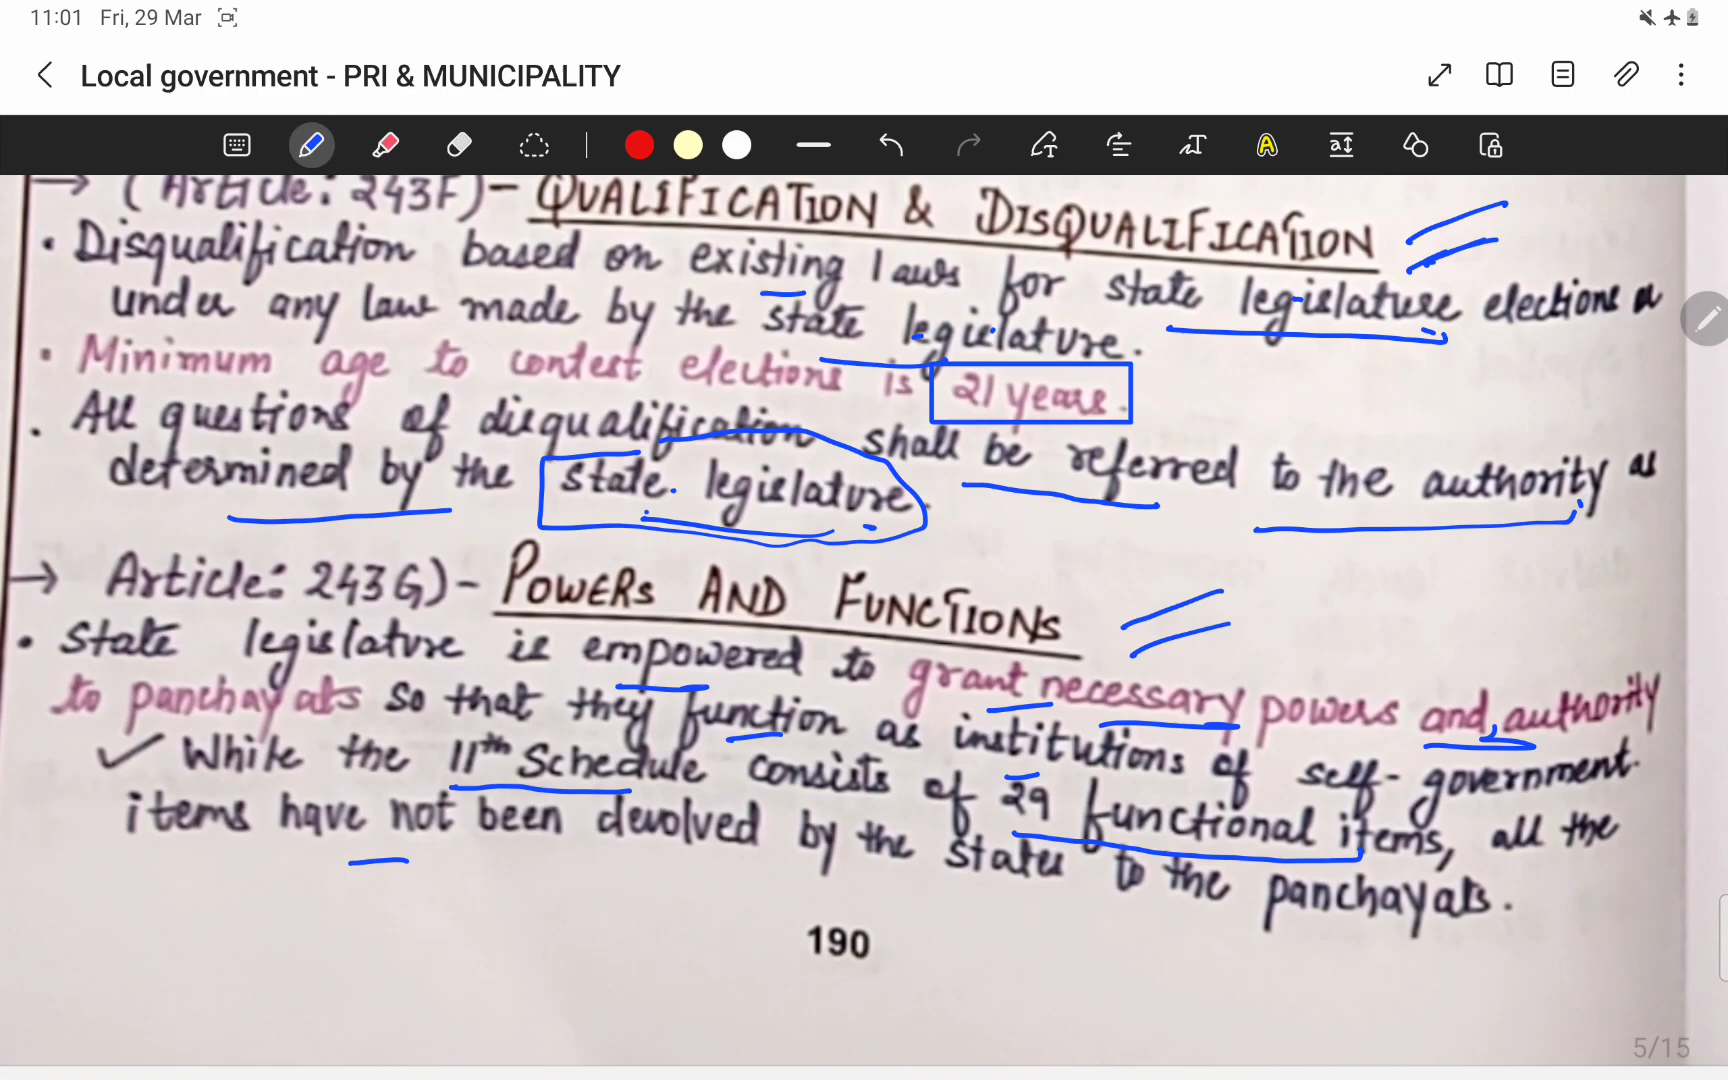 11:01 Fri, 29 Mar
Local government - PRI & MUNICIPALITY
→ (Article: 243F)- QUALIFICATION & DISQUALIFICATION
• Disqualification based on existing laws for state legislature elections or
under any law made by the state legislature.
• Minimum age to contest elections is 21 years.
• All questions of disqualification shall be referred to the authority as
determined by the state legislature.
→ Article: 243G)- POWERS AND FUNCTIONS
• State legislature is empowered to grant necessary powers and authority
to panchayats so that they function as institutions of self-government.
✓ While the 11th Schedule consists of 29 functional items, all the
items have not been devolved by the states to the panchayats.
190
5/15